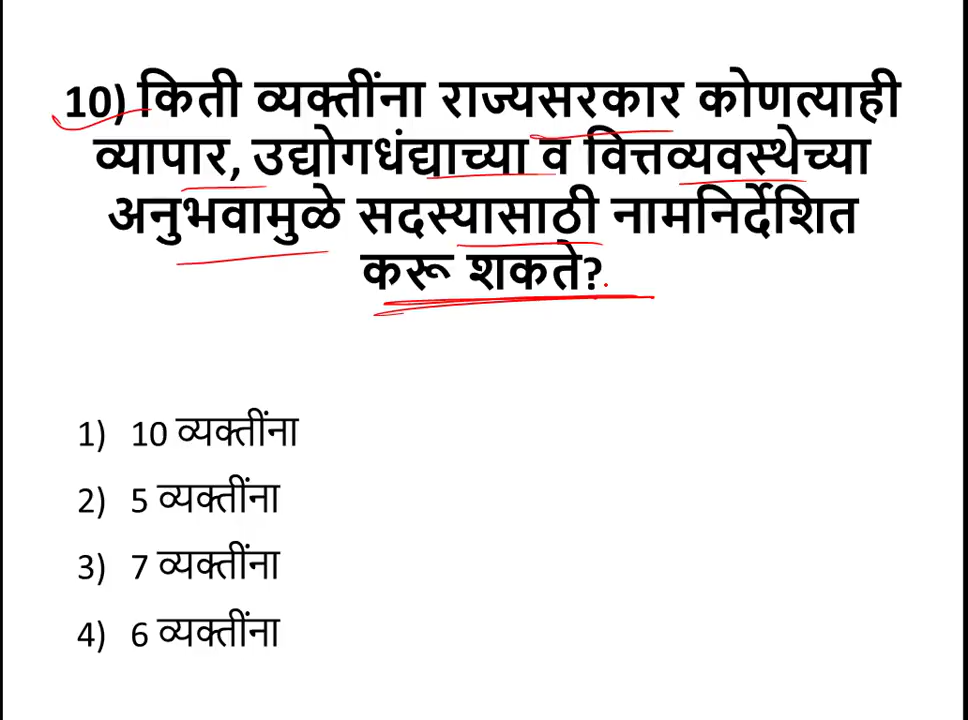 10) किती व्यक्तींना राज्यसरकार कोणत्याही
व्यापार, उद्योगधंद्याच्या व वित्तव्यवस्थेच्या
अनुभवामुळे सदस्यासाठी नामनिर्देशित
करू शकते?
1) 10 व्यक्तींना
2) 5 व्यक्तींना
3) 7 व्यक्तींना
4) 6 व्यक्तींना